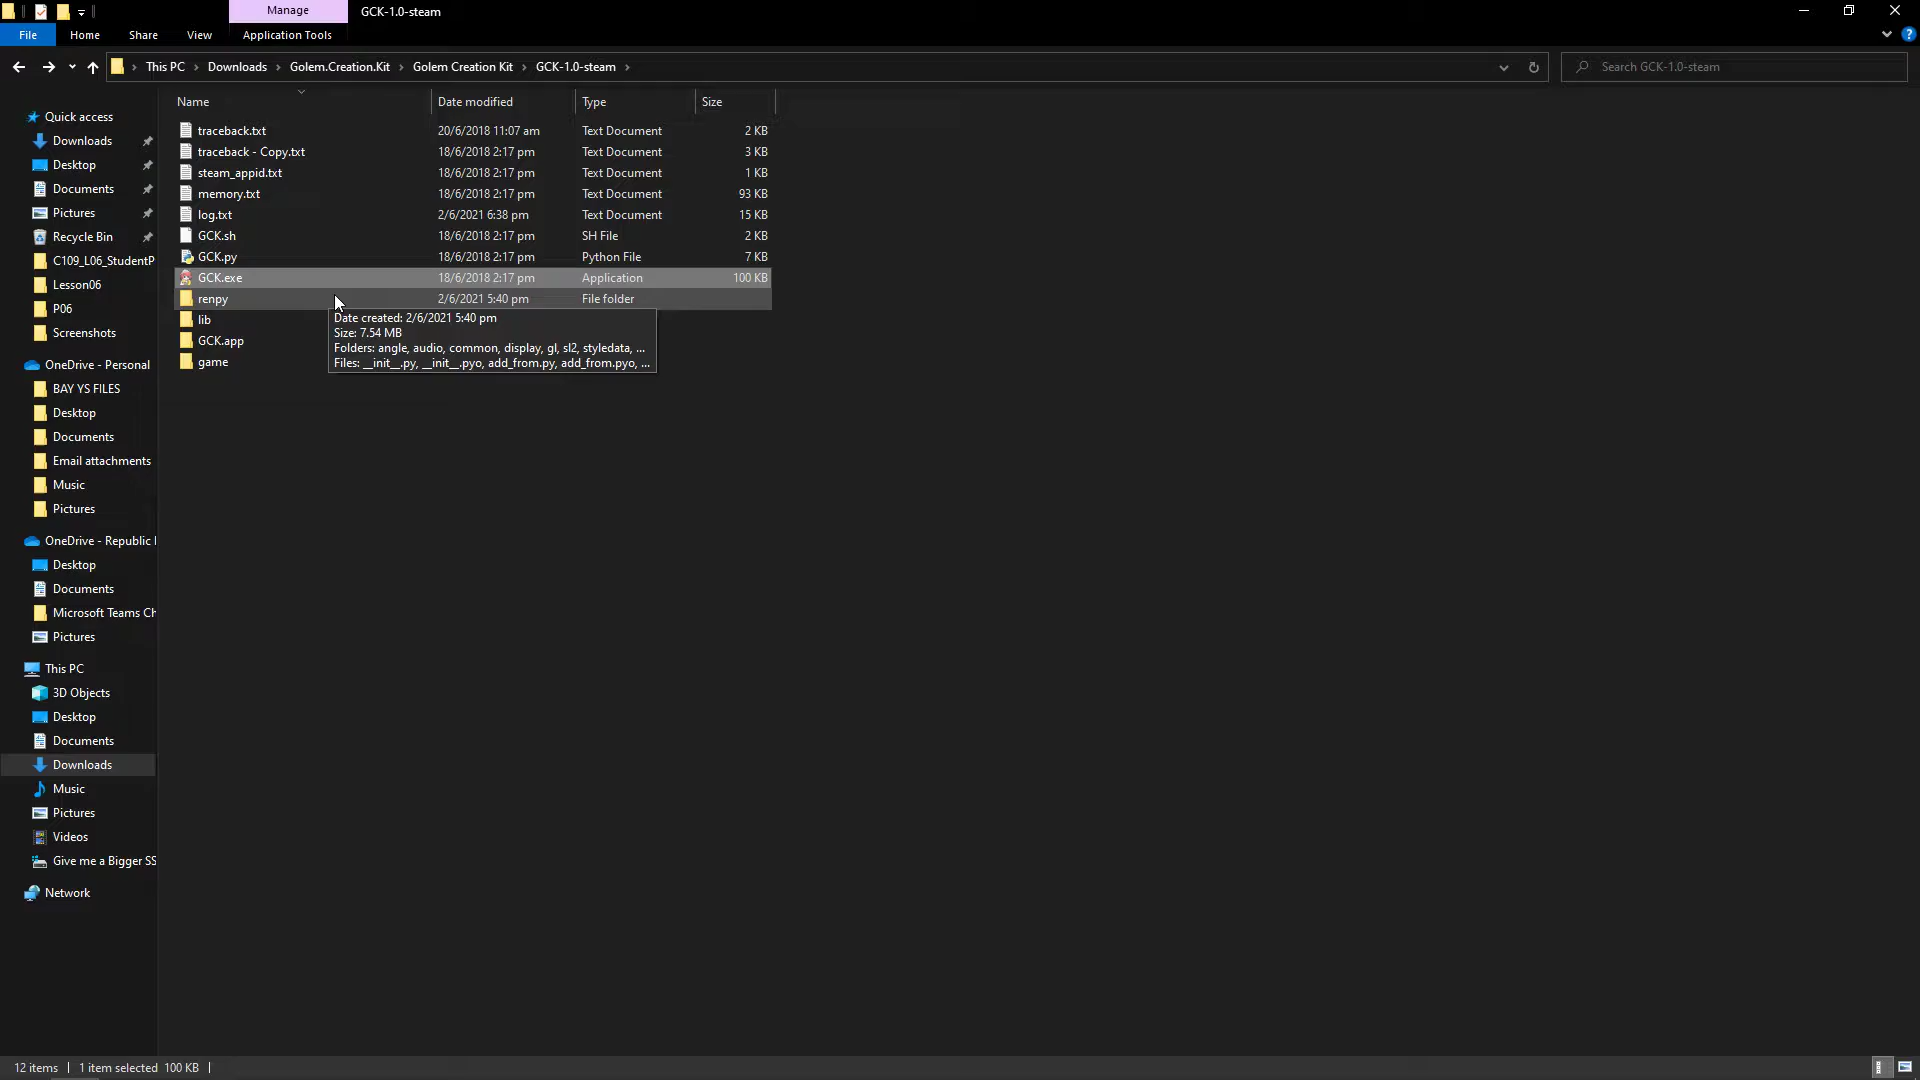 Manage
GCK-1.0-steam
File
Home
Share
View
Application Tools
This PC
Downloads
Golem.Creation.Kit
Golem Creation Kit
GCK-1.0-steam
Search GCK-1.0-steam
Name
Date modified
Type
Size
traceback.txt 20/6/2018 11:07 am Text Document 2 KB
traceback - Copy.txt 18/6/2018 2:17 pm Text Document 3 KB
steam_appid.txt 18/6/2018 2:17 pm Text Document 1 KB
memory.txt 18/6/2018 2:17 pm Text Document 93 KB
log.txt 2/6/2021 6:38 pm Text Document 15 KB
GCK.sh 18/6/2018 2:17 pm SH File 2 KB
GCK.py 18/6/2018 2:17 pm Python File 7 KB
GCK.exe 18/6/2018 2:17 pm Application 100 KB
renpy 2/6/2021 5:40 pm File folder
lib
GCK.app
game
Date created: 2/6/2021 5:40 pm
Size: 7.54 MB
Folders: angle, audio, common, display, gl, sl2, styledata, ...
Files: __init__.py, __init__.pyo, add_from.py, add_from.pyo, ...
Quick access
Downloads
Desktop
Documents
Pictures
Recycle Bin
C109_L06_StudentP
Lesson06
P06
Screenshots
OneDrive - Personal
BAY YS FILES
Desktop
Documents
Email attachments
Music
Pictures
OneDrive - Republic
Desktop
Documents
Microsoft Teams Ch
Pictures
This PC
3D Objects
Desktop
Documents
Downloads
Music
Pictures
Videos
Give me a Bigger SS
Network
12 items
1 item selected 100 KB